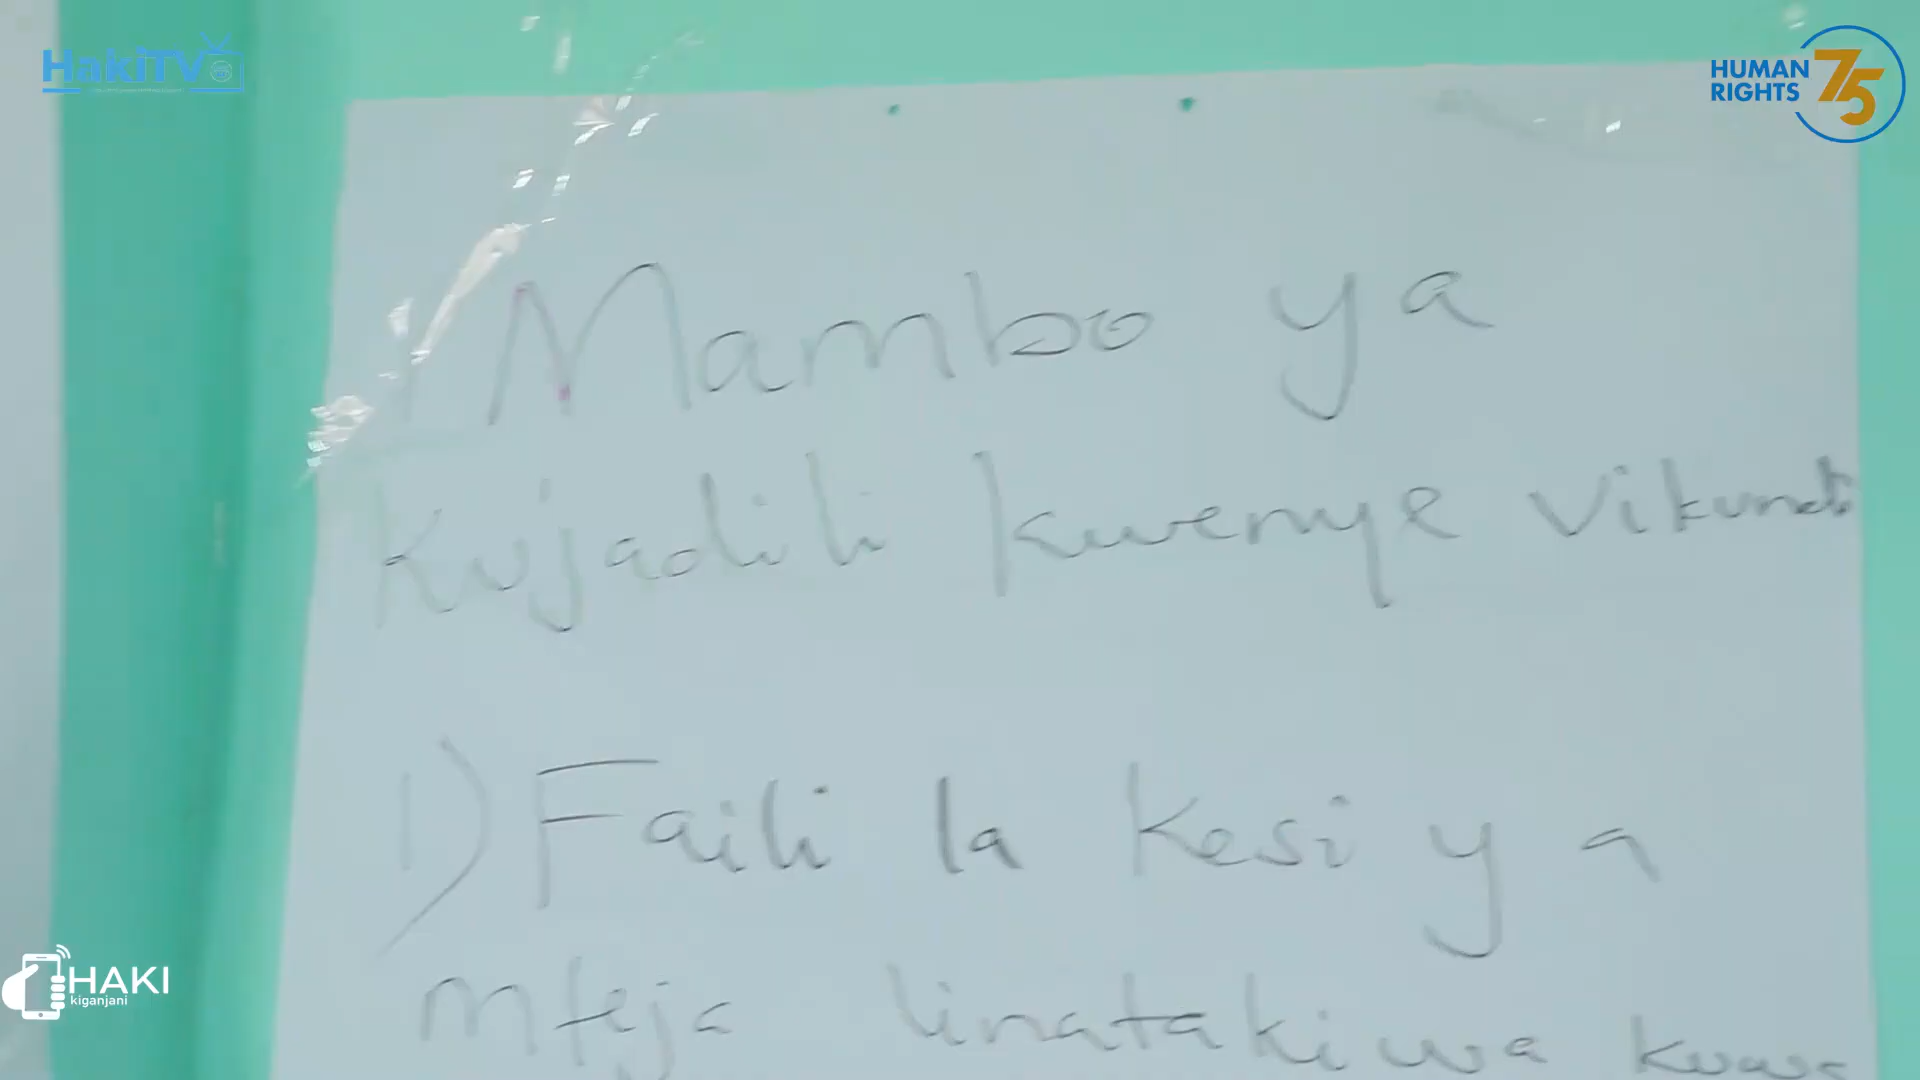 HakiTV
HUMAN
RIGHTS
75
Mambo ya
Kujadili kwenye Vikundi
1) Faili la Kesi ya
Mteja linatakiwa
HAKI
kiganjani